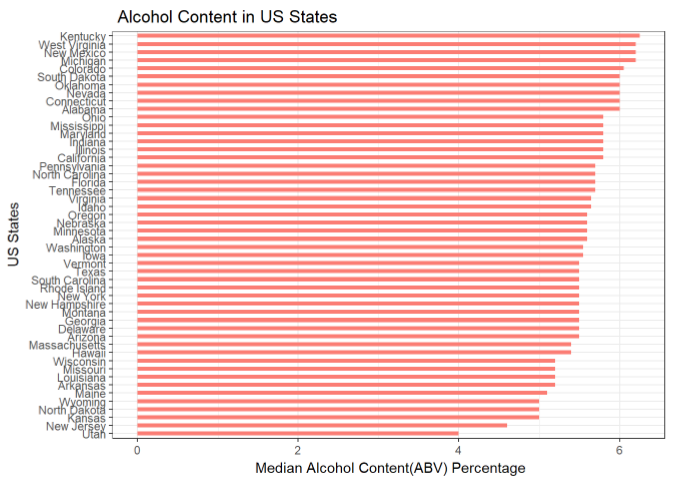 Alcohol Content in US States
Kentucky
West Virginia
New Mexico
Michigan
Colorado
South Dakota
Oklahoma
Nevada
Connecticut
Alabama
Ohio
Mississippi
Maryland
Indiana
Illinois
California
Pennsylvania
North Carolina
Florida
Tennessee
Virginia
Idaho
Oregon
Nebraska
Minnesota
Alaska
Washington
Iowa
Vermont
Texas
South Carolina
Rhode Island
New York
New Hampshire
Montana
Georgia
Delaware
Arizona
Massachusetts
Hawaii
Wisconsin
Missouri
Louisiana
Arkansas
Maine
Wyoming
North Dakota
Kansas
New Jersey
Utah
US States
0 2 4 6
Median Alcohol Content(ABV) Percentage